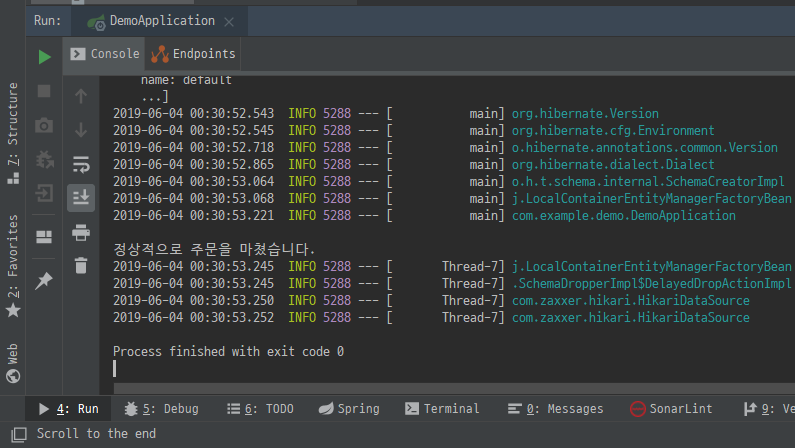 Run: DemoApplication
Console Endpoints
name: default
...]
2019-06-04 00:30:52.543 INFO 5288 --- [ main] org.hibernate.Version
2019-06-04 00:30:52.545 INFO 5288 --- [ main] org.hibernate.cfg.Environment
2019-06-04 00:30:52.718 INFO 5288 --- [ main] o.hibernate.annotations.common.Version
2019-06-04 00:30:52.865 INFO 5288 --- [ main] org.hibernate.dialect.Dialect
2019-06-04 00:30:53.064 INFO 5288 --- [ main] o.h.t.schema.internal.SchemaCreatorImpl
2019-06-04 00:30:53.068 INFO 5288 --- [ main] j.LocalContainerEntityManagerFactoryBean
2019-06-04 00:30:53.221 INFO 5288 --- [ main] com.example.demo.DemoApplication
정상적으로 주문을 마쳤습니다.
2019-06-04 00:30:53.245 INFO 5288 --- [ Thread-7] j.LocalContainerEntityManagerFactoryBean
2019-06-04 00:30:53.245 INFO 5288 --- [ Thread-7] .SchemaDropperImpl$DelayedDropActionImpl
2019-06-04 00:30:53.250 INFO 5288 --- [ Thread-7] com.zaxxer.hikari.HikariDataSource
2019-06-04 00:30:53.252 INFO 5288 --- [ Thread-7] com.zaxxer.hikari.HikariDataSource
Process finished with exit code 0
Z: Structure
2: Favorites
Web
4: Run 5: Debug 6: TODO Spring Terminal 0: Messages SonarLint 9: Ve
Scroll to the end